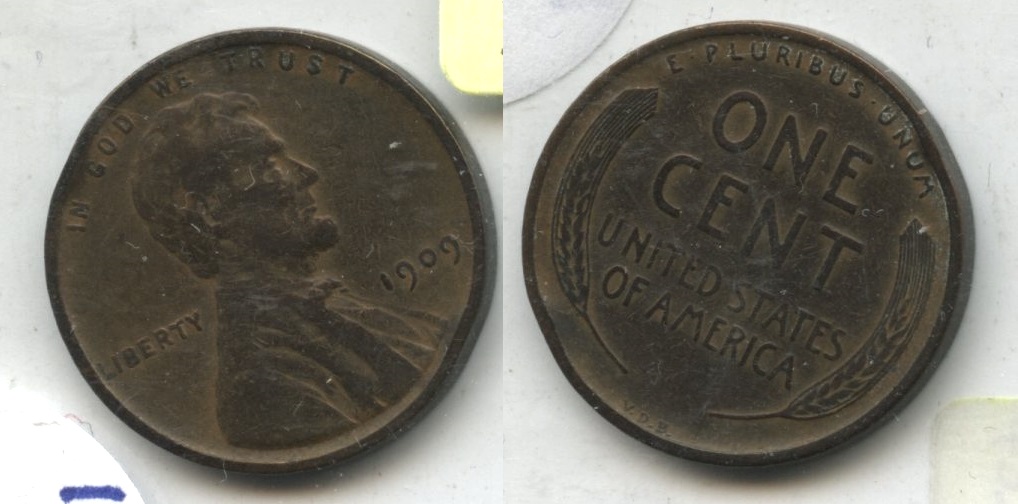 IN GOD WE TRUST
LIBERTY
1909
E·PLURIBUS·UNUM
ONE
CENT
UNITED STATES
OF AMERICA
V.D.B.